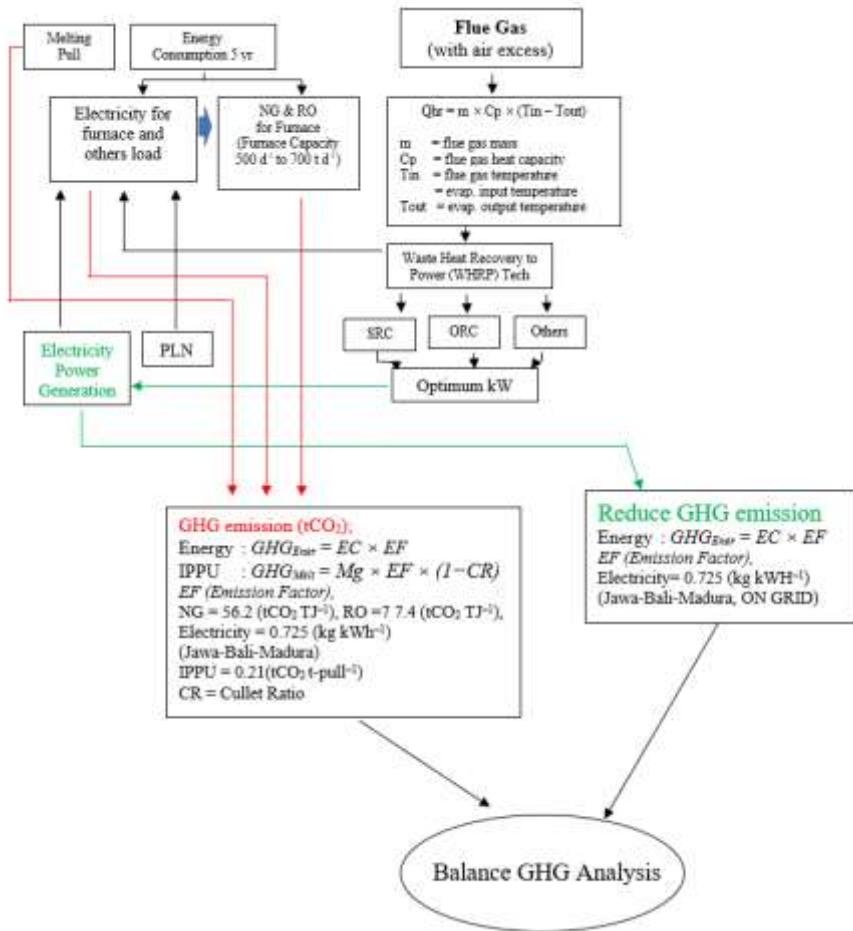 Melting
Pull
Energy
Consumption 5 yr
Flue Gas
(with air excess)
Electricity for
furnace and
others load
NG & RO
for Furnace
(Furnace Capacity
500 d⁻¹ to 700 t d⁻¹)
Qhr = m × Cp × (Tin – Tout)
m = flue gas mass
Cp = flue gas heat capacity
Tin = flue gas temperature
= evap. input temperature
Tout = evap. output temperature
Waste Heat Recovery to
Power (WHRP) Tech
SRC
ORC
Others
Electricity
Power
Generation
PLN
Optimum kW
GHG emission (tCO₂);
Energy : GHG_Emir = EC × EF
IPPU : GHG_Melt = Mg × EF × (1−CR)
EF (Emission Factor),
NG = 56.2 (tCO₂ TJ⁻¹), RO =7 7.4 (tCO₂ TJ⁻¹),
Electricity = 0.725 (kg kWh⁻¹)
(Jawa-Bali-Madura)
IPPU = 0.21(tCO₂ t-pull⁻¹)
CR = Cullet Ratio
Reduce GHG emission
Energy : GHG_Emir = EC × EF
EF (Emission Factor),
Electricity= 0.725 (kg kWH⁻¹)
(Jawa-Bali-Madura, ON GRID)
Balance GHG Analysis